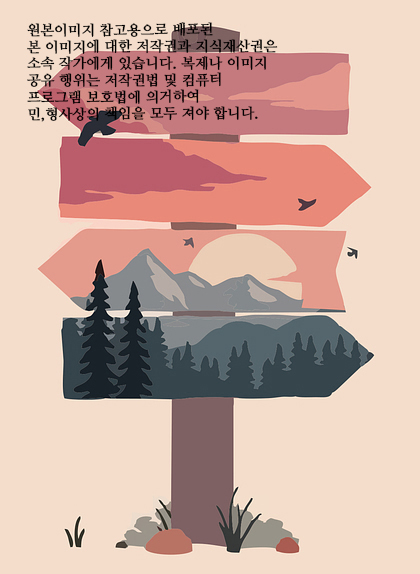 원본이미지 참고용으로 배포된
본 이미지에 대한 저작권과 지식재산권은
소속 작가에게 있습니다. 복제나 이미지
공유 행위는 저작권법 및 컴퓨터
프로그램 보호법에 의거하여
민,형사상의 책임을 모두 져야 합니다.